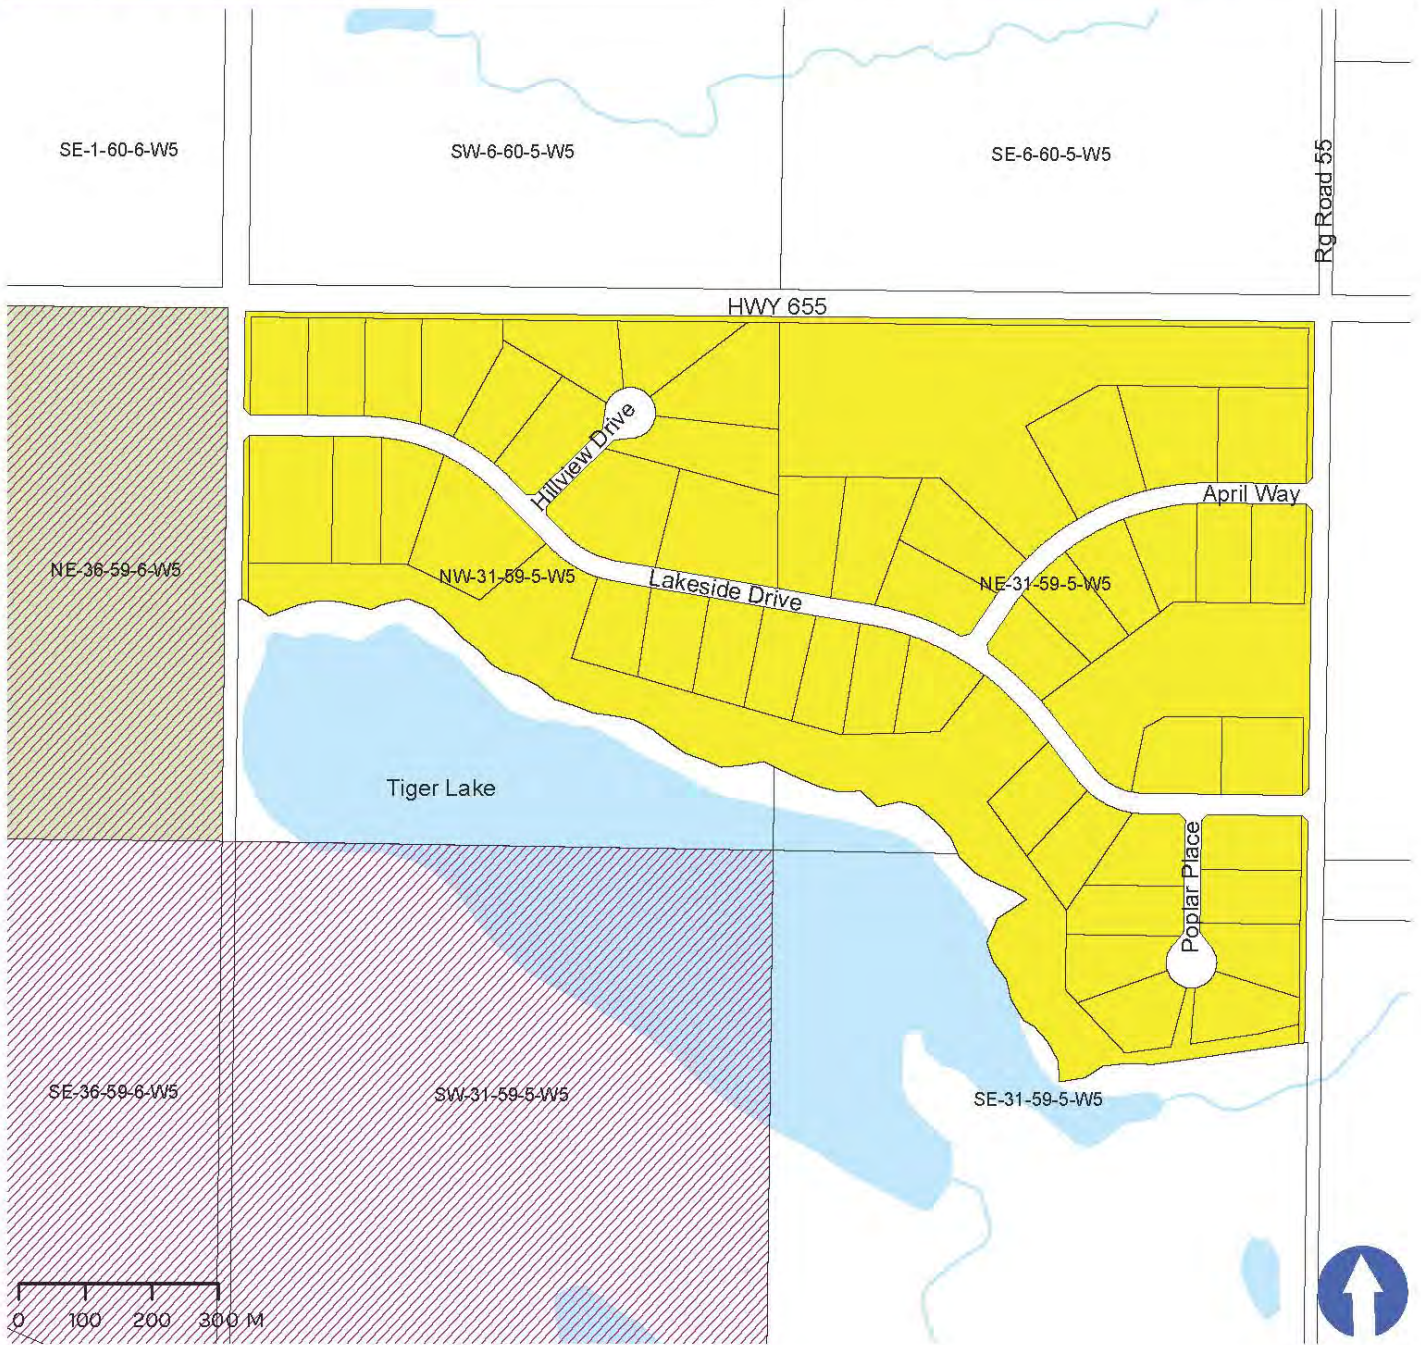 SE-1-60-6-W5
SW-6-60-5-W5
SE-6-60-5-W5
Rg Road 55
HWY 655
Hillview Drive
April Way
NE-36-59-6-W5
NW-31-59-5-W5
Lakeside Drive
NE-31-59-5-W5
Tiger Lake
Poplar Place
SE-36-59-6-W5
SW-31-59-5-W5
SE-31-59-5-W5
0 100 200 300 M